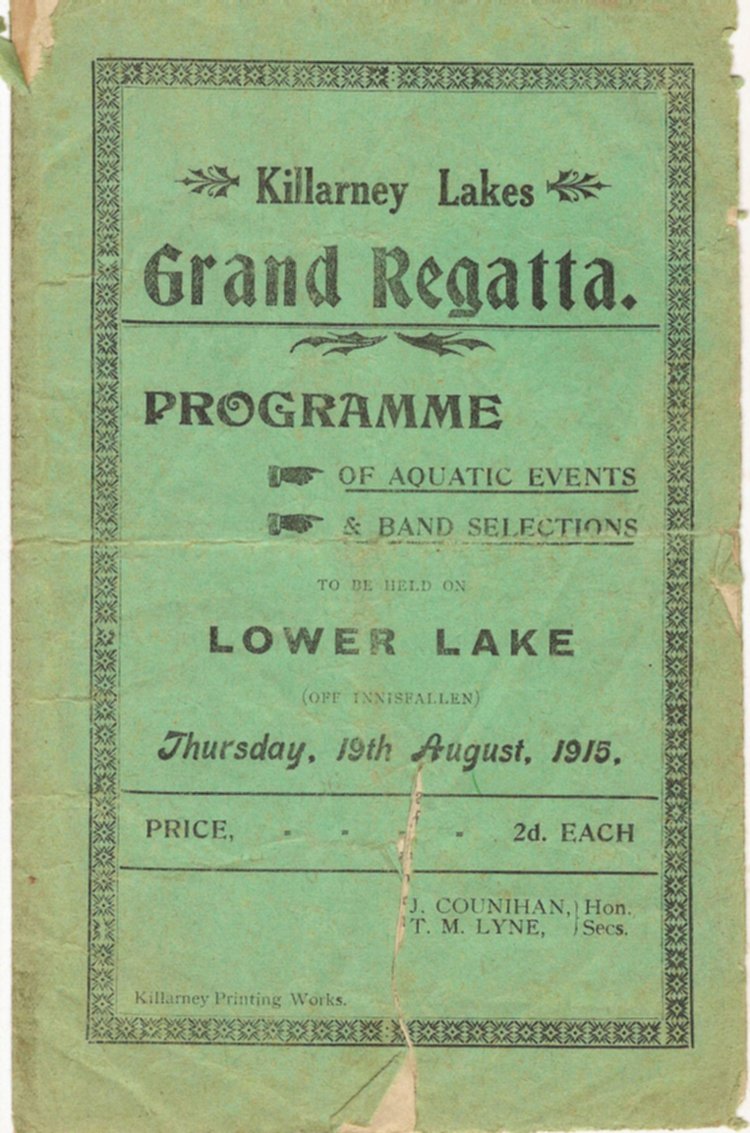 Killarney Lakes
Grand Regatta.
PROGRAMME
OF AQUATIC EVENTS
& BAND SELECTIONS
TO BE HELD ON
LOWER LAKE
(OFF INNISFALLEN)
Thursday, 19th August, 1915.
PRICE, - - - - 2d. EACH
J. COUNIHAN, } Hon.
T. M. LYNE, } Secs.
Killarney Printing Works.